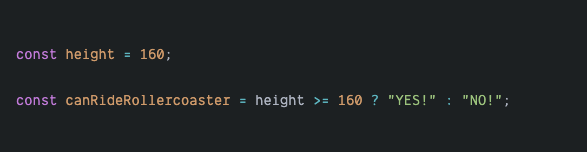 const height = 160;
const canRideRollercoaster = height >= 160 ? "YES!" : "NO!";